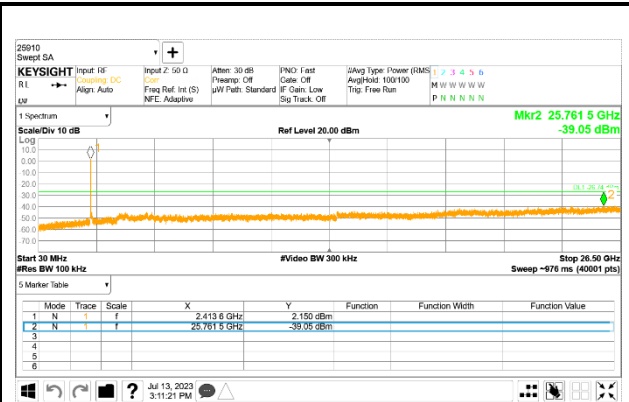 25910
Swept SA
KEYSIGHT
Input: RF
Input Z: 50 Ω
Atten: 30 dB
PNO: Fast
#Avg Type: Power (RMS
1 2 3 4 5 6
RL
Coupling: DC
Corr
Preamp: Off
Gate: Off
Avg|Hold: 100/100
M W W W W W
Align: Auto
Freq Ref: Int (S)
µW Path: Standard
IF Gain: Low
Trig: Free Run
NFE: Adaptive
Sig Track: Off
P N N N N N
1 Spectrum
Mkr2 25.761 5 GHz
Scale/Div 10 dB
Ref Level 20.00 dBm
-39.05 dBm
Log
10.0
0.00
10.0
20.0
30.0
40.0
50.0
60.0
70.0
1
2
Start 30 MHz
#Video BW 300 kHz
Stop 26.50 GHz
#Res BW 100 kHz
Sweep ~976 ms (40001 pts)
5 Marker Table
Mode Trace Scale X Y Function Function Width Function Value
1 N 1 f 2.413 6 GHz 2.150 dBm
2 N 1 f 25.761 5 GHz -39.05 dBm
3
4
5
6
?
Jul 13, 2023
3:11:21 PM